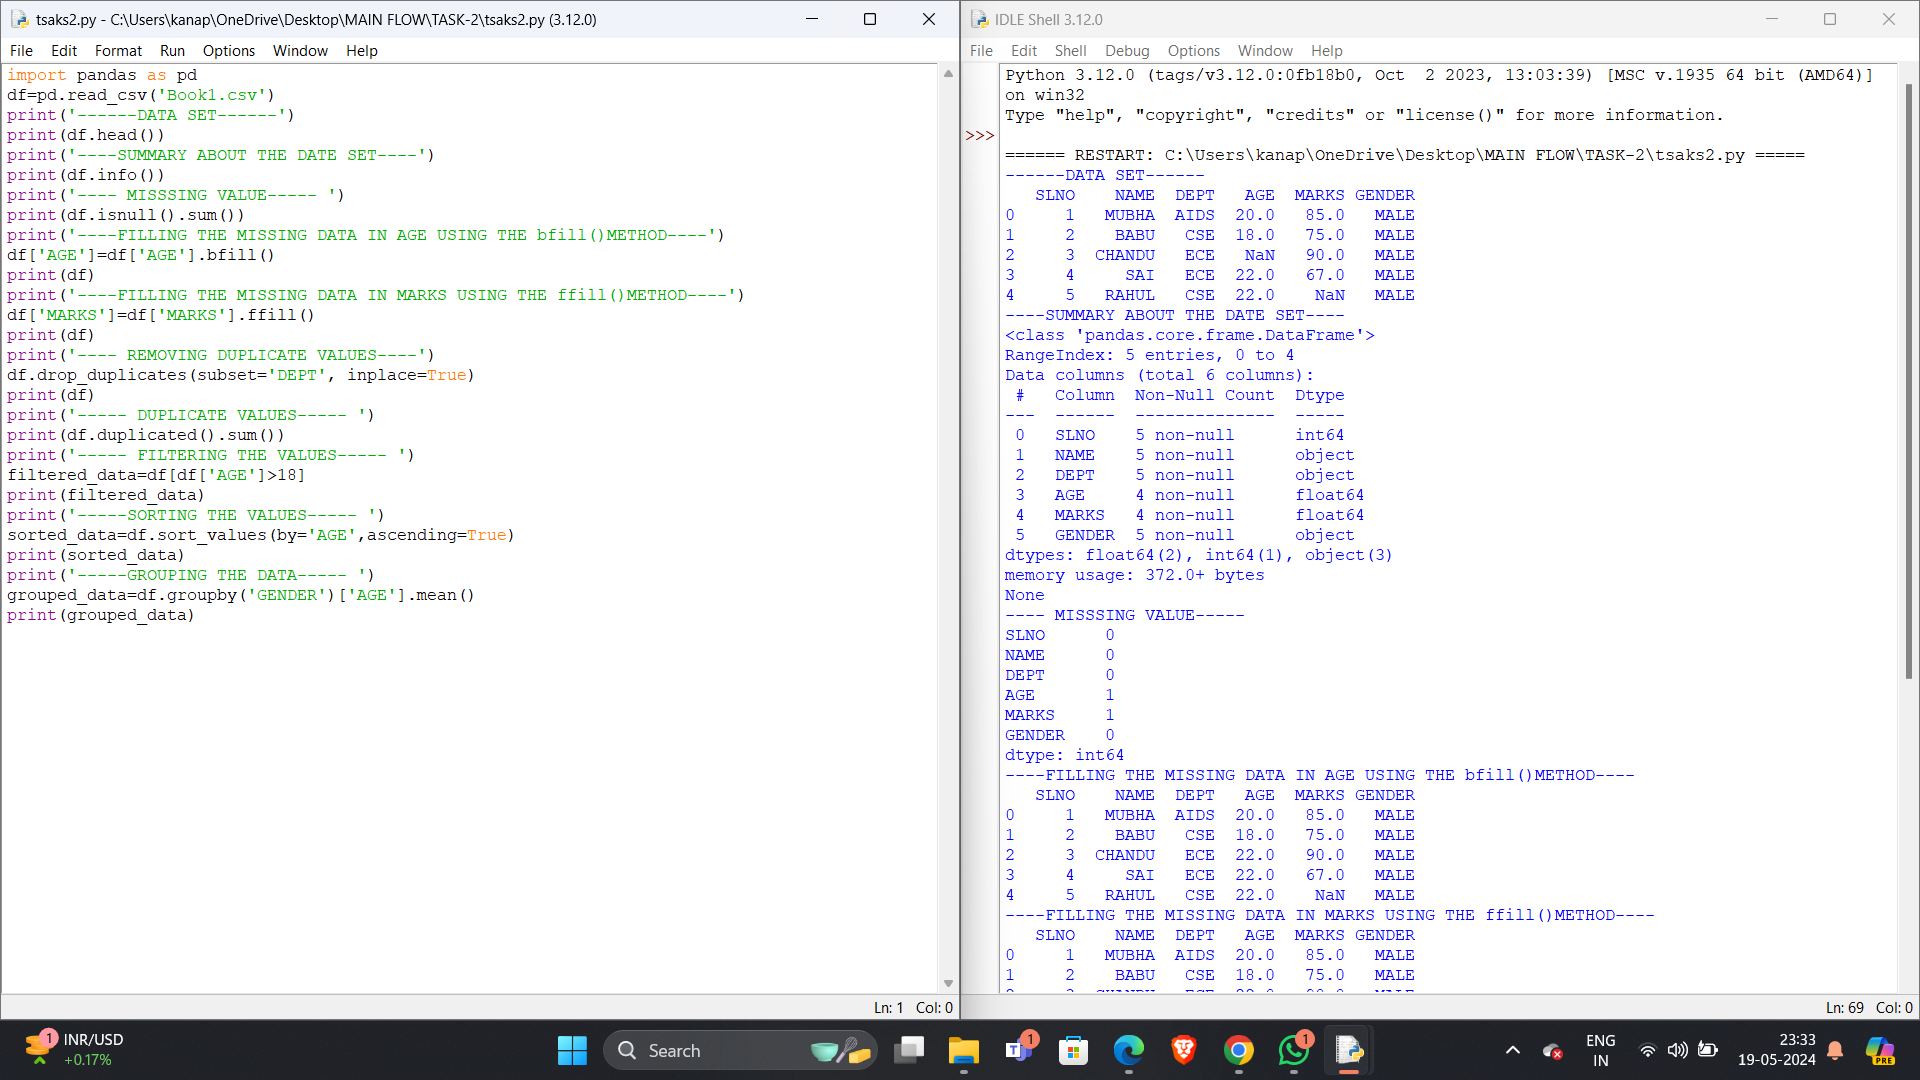 tsaks2.py - C:\Users\kanap\OneDrive\Desktop\MAIN FLOW\TASK-2\tsaks2.py (3.12.0)
File Edit Format Run Options Window Help
import pandas as pd
df=pd.read_csv('Book1.csv')
print('------DATA SET------')
print(df.head())
print('----SUMMARY ABOUT THE DATE SET----')
print(df.info())
print('---- MISSSING VALUE----- ')
print(df.isnull().sum())
print('----FILLING THE MISSING DATA IN AGE USING THE bfill()METHOD----')
df['AGE']=df['AGE'].bfill()
print(df)
print('----FILLING THE MISSING DATA IN MARKS USING THE ffill()METHOD----')
df['MARKS']=df['MARKS'].ffill()
print(df)
print('---- REMOVING DUPLICATE VALUES----')
df.drop_duplicates(subset='DEPT', inplace=True)
print(df)
print('----- DUPLICATE VALUES----- ')
print(df.duplicated().sum())
print('----- FILTERING THE VALUES----- ')
filtered_data=df[df['AGE']>18]
print(filtered_data)
print('-----SORTING THE VALUES----- ')
sorted_data=df.sort_values(by='AGE',ascending=True)
print(sorted_data)
print('-----GROUPING THE DATA----- ')
grouped_data=df.groupby('GENDER')['AGE'].mean()
print(grouped_data)
Ln: 1 Col: 0
IDLE Shell 3.12.0
File Edit Shell Debug Options Window Help
Python 3.12.0 (tags/v3.12.0:0fb18b0, Oct  2 2023, 13:03:39) [MSC v.1935 64 bit (AMD64)]
on win32
Type "help", "copyright", "credits" or "license()" for more information.
>>>
====== RESTART: C:\Users\kanap\OneDrive\Desktop\MAIN FLOW\TASK-2\tsaks2.py =====
------DATA SET------
   SLNO    NAME  DEPT   AGE  MARKS GENDER
0     1   MUBHA  AIDS  20.0   85.0   MALE
1     2    BABU   CSE  18.0   75.0   MALE
2     3  CHANDU   ECE   NaN   90.0   MALE
3     4     SAI   ECE  22.0   67.0   MALE
4     5   RAHUL   CSE  22.0    NaN   MALE
----SUMMARY ABOUT THE DATE SET----
<class 'pandas.core.frame.DataFrame'>
RangeIndex: 5 entries, 0 to 4
Data columns (total 6 columns):
 #   Column  Non-Null Count  Dtype
---  ------  --------------  -----
 0   SLNO    5 non-null      int64
 1   NAME    5 non-null      object
 2   DEPT    5 non-null      object
 3   AGE     4 non-null      float64
 4   MARKS   4 non-null      float64
 5   GENDER  5 non-null      object
dtypes: float64(2), int64(1), object(3)
memory usage: 372.0+ bytes
None
---- MISSSING VALUE-----
SLNO      0
NAME      0
DEPT      0
AGE       1
MARKS     1
GENDER    0
dtype: int64
----FILLING THE MISSING DATA IN AGE USING THE bfill()METHOD----
   SLNO    NAME  DEPT   AGE  MARKS GENDER
0     1   MUBHA  AIDS  20.0   85.0   MALE
1     2    BABU   CSE  18.0   75.0   MALE
2     3  CHANDU   ECE  22.0   90.0   MALE
3     4     SAI   ECE  22.0   67.0   MALE
4     5   RAHUL   CSE  22.0    NaN   MALE
----FILLING THE MISSING DATA IN MARKS USING THE ffill()METHOD----
   SLNO    NAME  DEPT   AGE  MARKS GENDER
0     1   MUBHA  AIDS  20.0   85.0   MALE
1     2    BABU   CSE  18.0   75.0   MALE
Ln: 69 Col: 0
1 INR/USD
+0.17%
Search
1
1
PRE
ENG
IN
23:33
19-05-2024